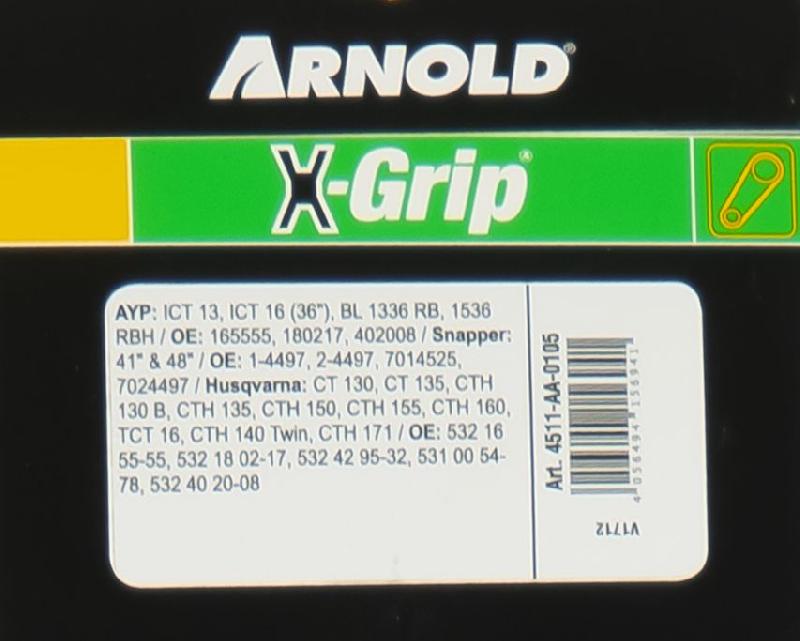 ARNOLD®
X-Grip®
AYP: ICT 13, ICT 16 (36"), BL 1336 RB, 1536
RBH / OE: 165555, 180217, 402008 / Snapper:
41" & 48" / OE: 1-4497, 2-4497, 7014525,
7024497 / Husqvarna: CT 130, CT 135, CTH
130 B, CTH 135, CTH 150, CTH 155, CTH 160,
TCT 16, CTH 140 Twin, CTH 171 / OE: 532 16
55-55, 532 18 02-17, 532 42 95-32, 531 00 54-
78, 532 40 20-08
Art. 4511-AA-0105
4 056494 156941
V1712